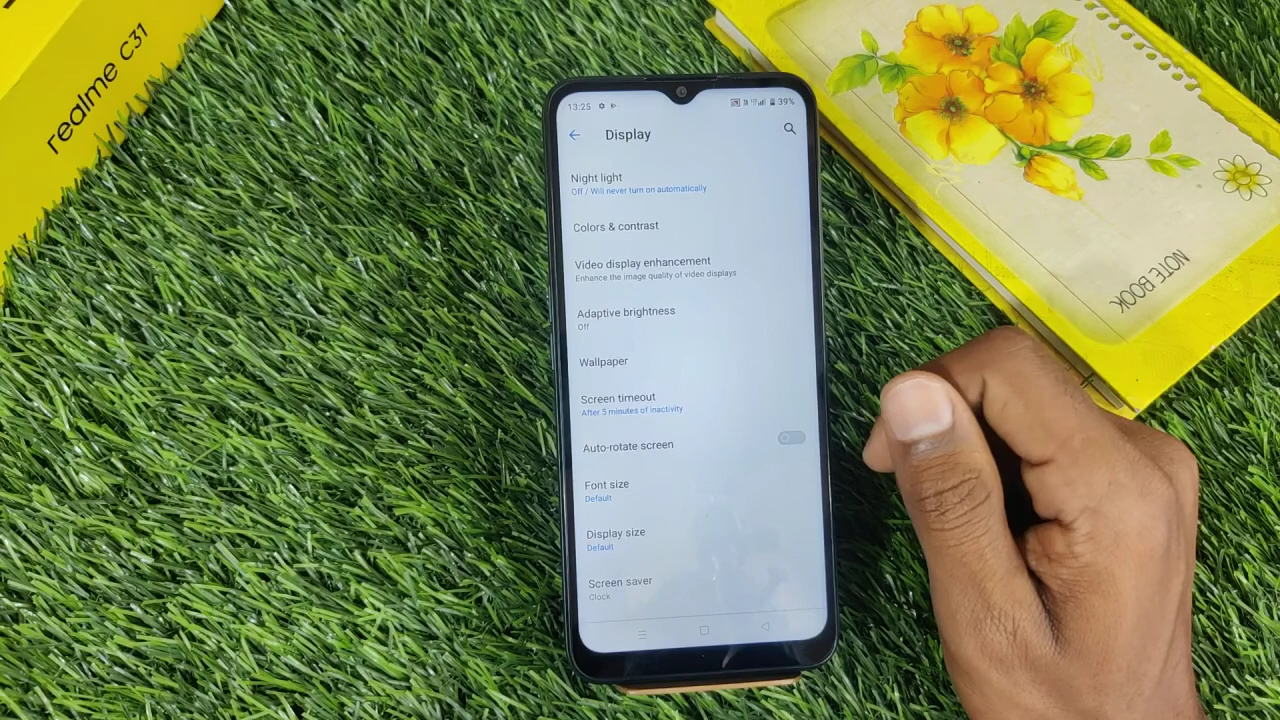 realme C31
13:25
39%
Display
Night light
Off / Will never turn on automatically
Colors & contrast
Video display enhancement
Enhance the image quality of video displays
Adaptive brightness
Off
Wallpaper
Screen timeout
After 5 minutes of inactivity
Auto-rotate screen
Font size
Default
Display size
Default
Screen saver
Clock
NOTE BOOK